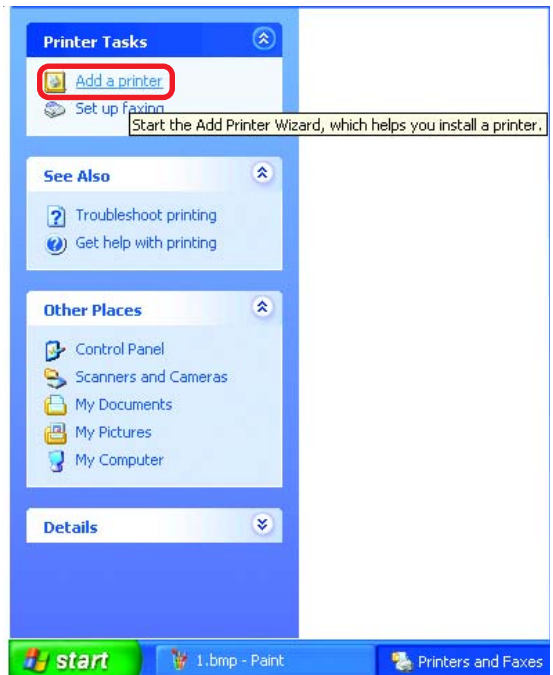 Printer Tasks
Add a printer
Set up faxing
Start the Add Printer Wizard, which helps you install a printer.
See Also
Troubleshoot printing
Get help with printing
Other Places
Control Panel
Scanners and Cameras
My Documents
My Pictures
My Computer
Details
start
1.bmp - Paint
Printers and Faxes